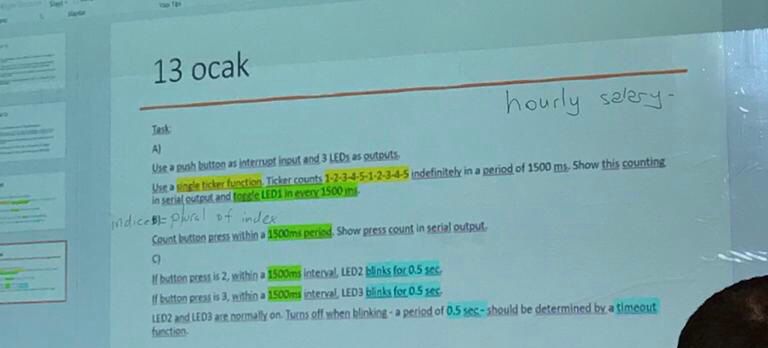 13 ocak
hourly selery-
Task:
A)
Use a push button as interrupt input and 3 LEDs as outputs.
Use a single ticker function. Ticker counts 1-2-3-4-5-1-2-3-4-5 indefinitely in a period of 1500 ms. Show this counting
in serial output and toggle LED1 in every 1500 ms.
indices = plural of index
B)
Count button press within a 1500ms period. Show press count in serial output.
C)
If button press is 2, within a 1500ms interval, LED2 blinks for 0.5 sec.
If button press is 3, within a 1500ms interval, LED3 blinks for 0.5 sec.
LED2 and LED3 are normally on. Turns off when blinking - a period of 0.5 sec - should be determined by a timeout
function.